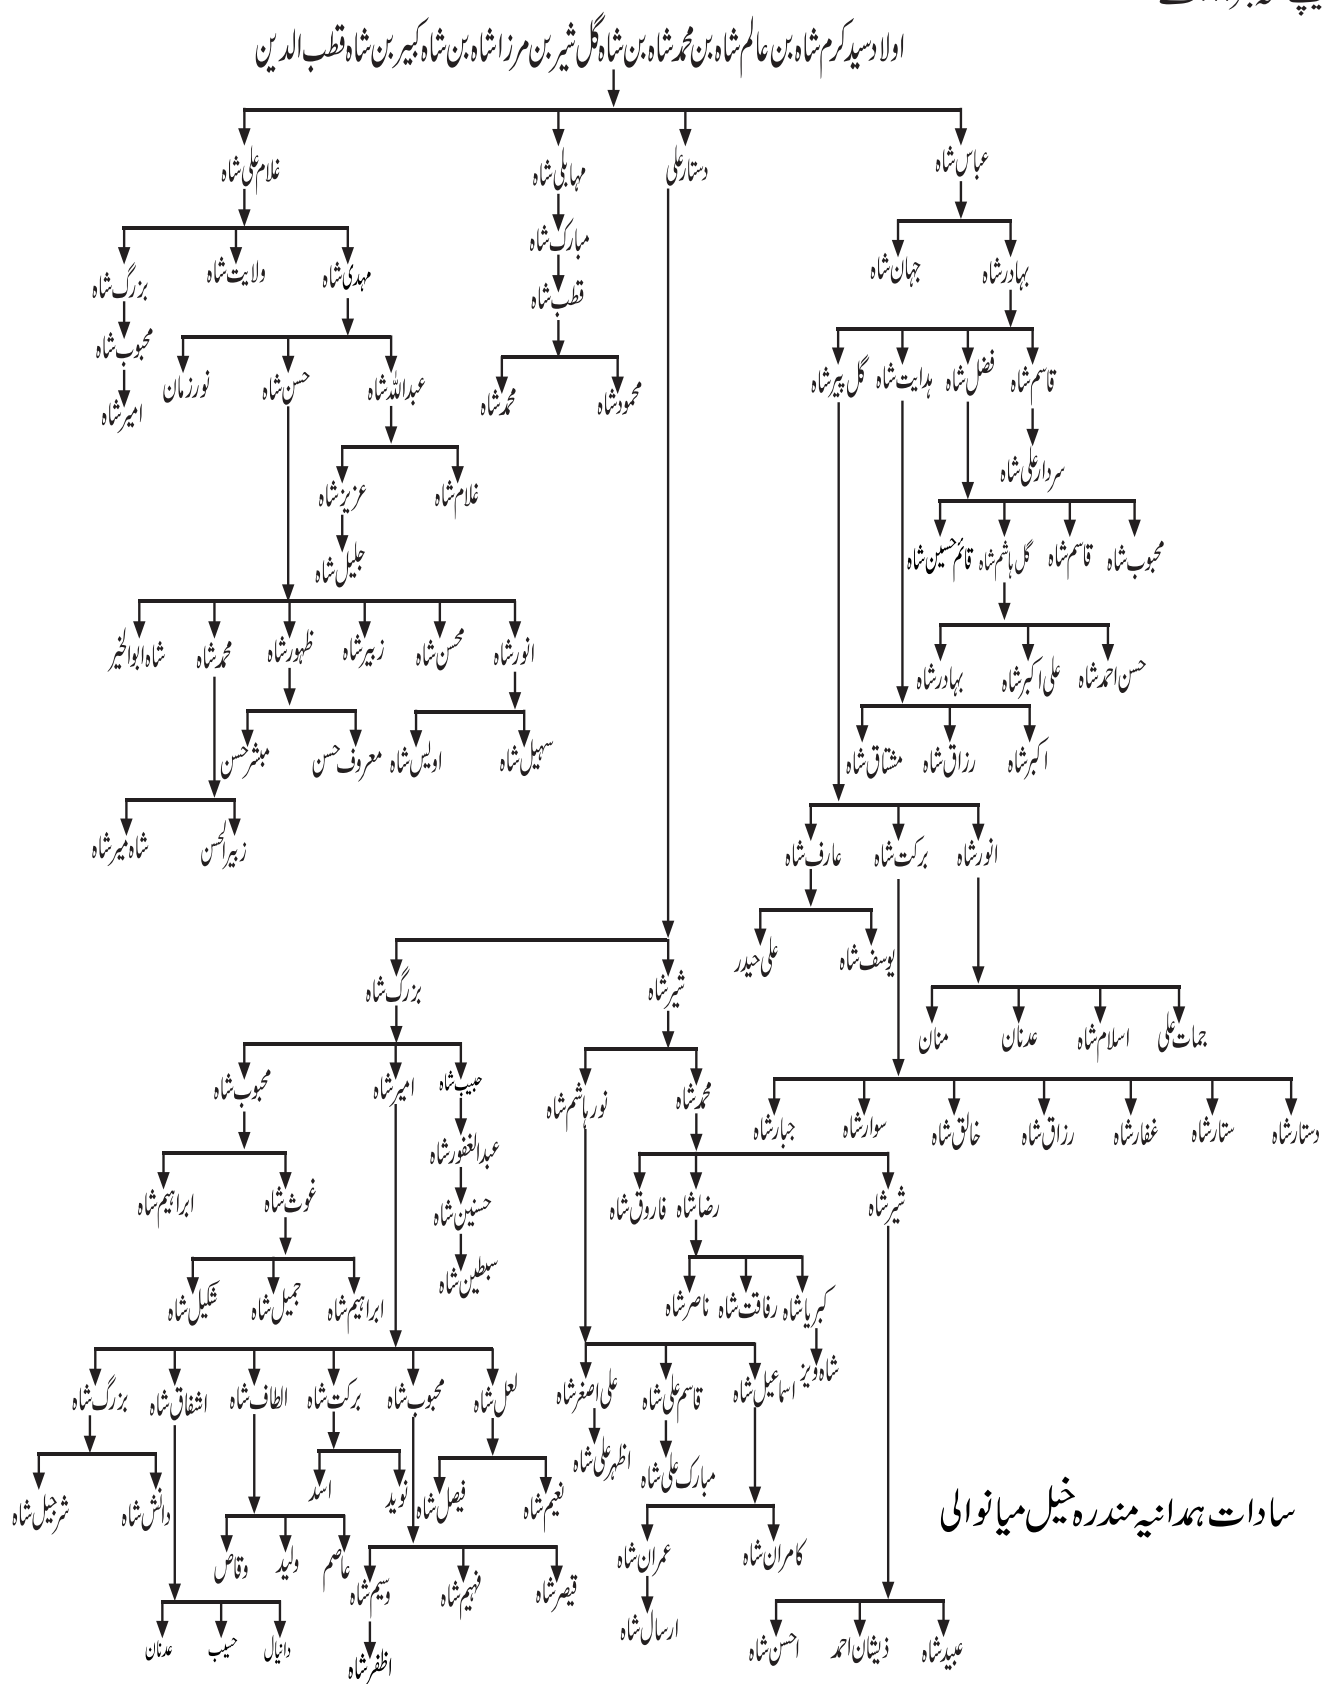 اولاد سید کرم شاہ بن عالم شاہ بن محمد شاہ بن شاہ گل شیر بن مرزا شاہ بن شاہ کبیر بن شاہ قطب الدین
عباس شاہ دستار علی مہابلی شاہ غلام علی شاہ
مبارک شاہ
بہادر شاہ جہان شاہ مہدی شاہ ولایت شاہ بزرگ شاہ
قطب شاہ
محبوب شاہ
قاسم شاہ فضل شاہ ہدایت شاہ گل پیر شاہ محمود شاہ محمد شاہ عبداللہ شاہ حسن شاہ نور زمان
امیر شاہ
سردار علی شاہ
غلام شاہ عزیز شاہ
محبوب شاہ قاسم شاہ گل ہاشم شاہ قائم حسین شاہ
جلیل شاہ
انور شاہ محسن شاہ زبیر شاہ ظہور شاہ محمد شاہ شاہ ابوالخیر
حسن احمد شاہ علی اکبر شاہ بہادر شاہ
اکبر شاہ رزاق شاہ مشتاق شاہ سہیل شاہ اویس شاہ معروف حسن مبشر حسن
انور شاہ برکت شاہ عارف شاہ زبیر الحسن شاہ میر شاہ
یوسف شاہ علی حیدر
شیر شاہ بزرگ شاہ
جمات علی اسلام شاہ عدنان منان
محمد شاہ نور ہاشم شاہ حبیب شاہ امیر شاہ محبوب شاہ
دستار شاہ ستار شاہ غفار شاہ رزاق شاہ خالق شاہ سوار شاہ جبار شاہ
عبدالغفور شاہ
شیر شاہ رضا شاہ فاروق شاہ حسنین شاہ غوث شاہ ابراہیم شاہ
سبطین شاہ
کبریا شاہ رفاقت شاہ ناصر شاہ ابراہیم شاہ جمیل شاہ شکیل شاہ
شاہ ویز
اسماعیل شاہ قاسم علی شاہ علی اصغر شاہ لعل شاہ محبوب شاہ برکت شاہ الطاف شاہ اشفاق شاہ بزرگ شاہ
مبارک علی شاہ اظہر علی شاہ
نعیم شاہ فیصل شاہ نوید اسد دانش شاہ شرجیل شاہ
سادات ہمدانیہ مندرہ خیل میانوالی
کامران شاہ عمران شاہ عاصم ولید وقاص
قیصر شاہ فہیم شاہ وسیم شاہ
ارسال شاہ
عبید شاہ ذیشان احمد احسن شاہ دانیال حسیب عدنان
اظفر شاہ